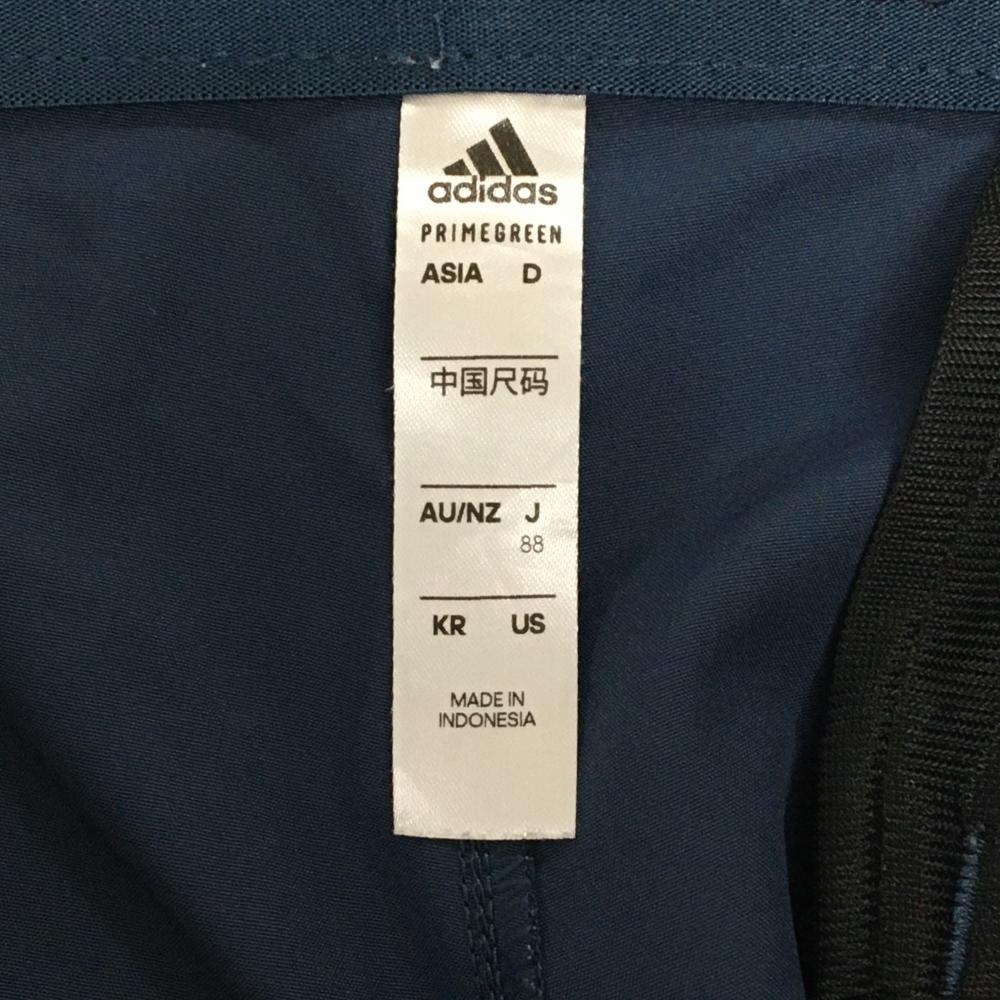 adidas
PRIMEGREEN
ASIA D
中国尺码
AU/NZ J
88
KR US
MADE IN
INDONESIA